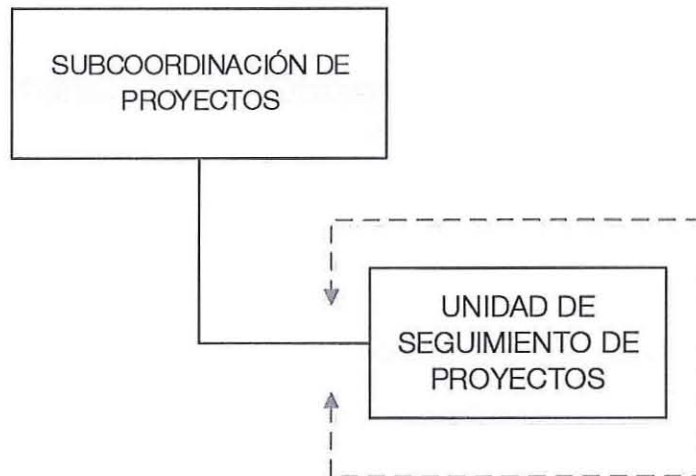 SUBCOORDINACIÓN DE
PROYECTOS
UNIDAD DE
SEGUIMIENTO DE
PROYECTOS